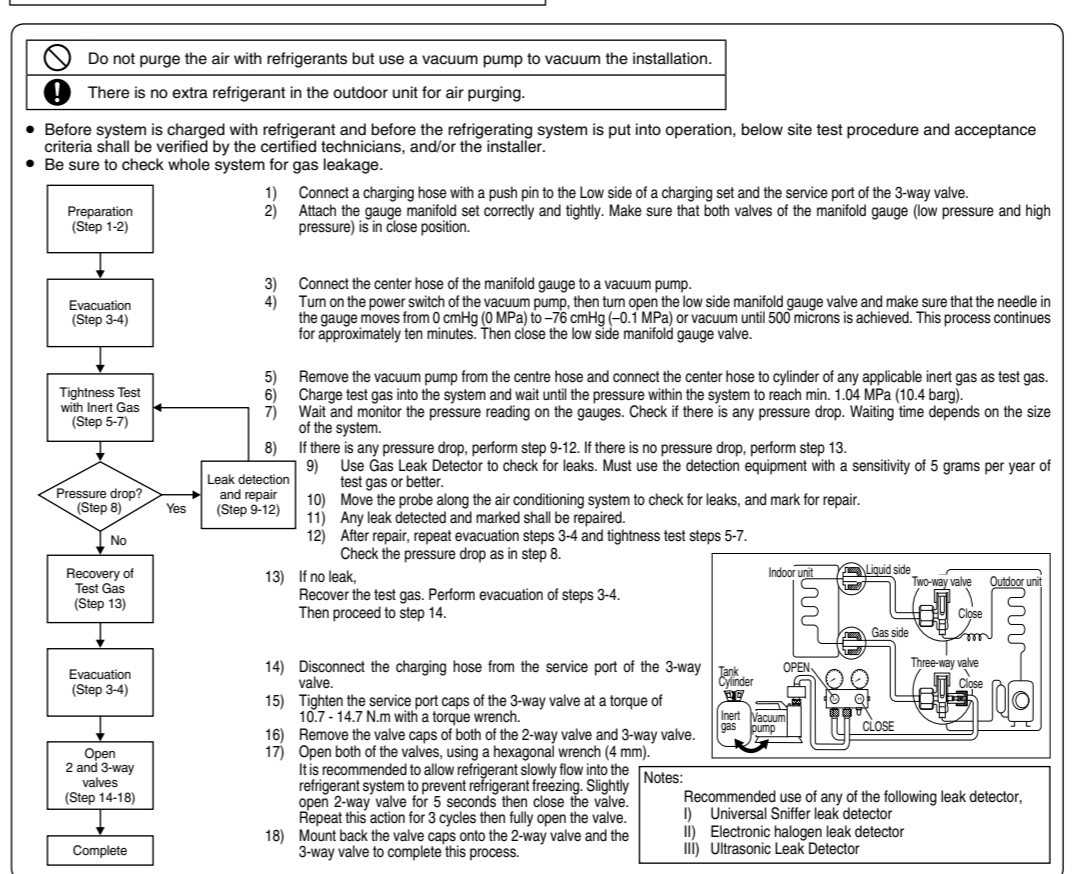 Do not purge the air with refrigerants but use a vacuum pump to vacuum the installation.
There is no extra refrigerant in the outdoor unit for air purging.
• Before system is charged with refrigerant and before the refrigerating system is put into operation, below site test procedure and acceptance
criteria shall be verified by the certified technicians, and/or the installer.
• Be sure to check whole system for gas leakage.
Preparation
(Step 1-2)
1) Connect a charging hose with a push pin to the Low side of a charging set and the service port of the 3-way valve.
2) Attach the gauge manifold set correctly and tightly. Make sure that both valves of the manifold gauge (low pressure and high
pressure) is in close position.
Evacuation
(Step 3-4)
3) Connect the center hose of the manifold gauge to a vacuum pump.
4) Turn on the power switch of the vacuum pump, then turn open the low side manifold gauge valve and make sure that the needle in
the gauge moves from 0 cmHg (0 MPa) to –76 cmHg (–0.1 MPa) or vacuum until 500 microns is achieved. This process continues
for approximately ten minutes. Then close the low side manifold gauge valve.
Tightness Test
with Inert Gas
(Step 5-7)
5) Remove the vacuum pump from the centre hose and connect the center hose to cylinder of any applicable inert gas as test gas.
6) Charge test gas into the system and wait until the pressure within the system to reach min. 1.04 MPa (10.4 barg).
7) Wait and monitor the pressure reading on the gauges. Check if there is any pressure drop. Waiting time depends on the size
of the system.
Pressure drop?
(Step 8)
Yes
No
Leak detection
and repair
(Step 9-12)
8) If there is any pressure drop, perform step 9-12. If there is no pressure drop, perform step 13.
9) Use Gas Leak Detector to check for leaks. Must use the detection equipment with a sensitivity of 5 grams per year of
test gas or better.
10) Move the probe along the air conditioning system to check for leaks, and mark for repair.
11) Any leak detected and marked shall be repaired.
12) After repair, repeat evacuation steps 3-4 and tightness test steps 5-7.
Check the pressure drop as in step 8.
Recovery of
Test Gas
(Step 13)
13) If no leak,
Recover the test gas. Perform evacuation of steps 3-4.
Then proceed to step 14.
Evacuation
(Step 3-4)
Open
2 and 3-way
valves
(Step 14-18)
Complete
14) Disconnect the charging hose from the service port of the 3-way
valve.
15) Tighten the service port caps of the 3-way valve at a torque of
10.7 - 14.7 N.m with a torque wrench.
16) Remove the valve caps of both of the 2-way valve and 3-way valve.
17) Open both of the valves, using a hexagonal wrench (4 mm).
It is recommended to allow refrigerant slowly flow into the
refrigerant system to prevent refrigerant freezing. Slightly
open 2-way valve for 5 seconds then close the valve.
Repeat this action for 3 cycles then fully open the valve.
18) Mount back the valve caps onto the 2-way valve and the
3-way valve to complete this process.
Indoor unit
Liquid side
Two-way valve
Outdoor unit
Close
Gas side
Three-way valve
Close
Tank
Cylinder
OPEN
Inert
gas
Vacuum
pump
CLOSE
Notes:
Recommended use of any of the following leak detector,
I) Universal Sniffer leak detector
II) Electronic halogen leak detector
III) Ultrasonic Leak Detector